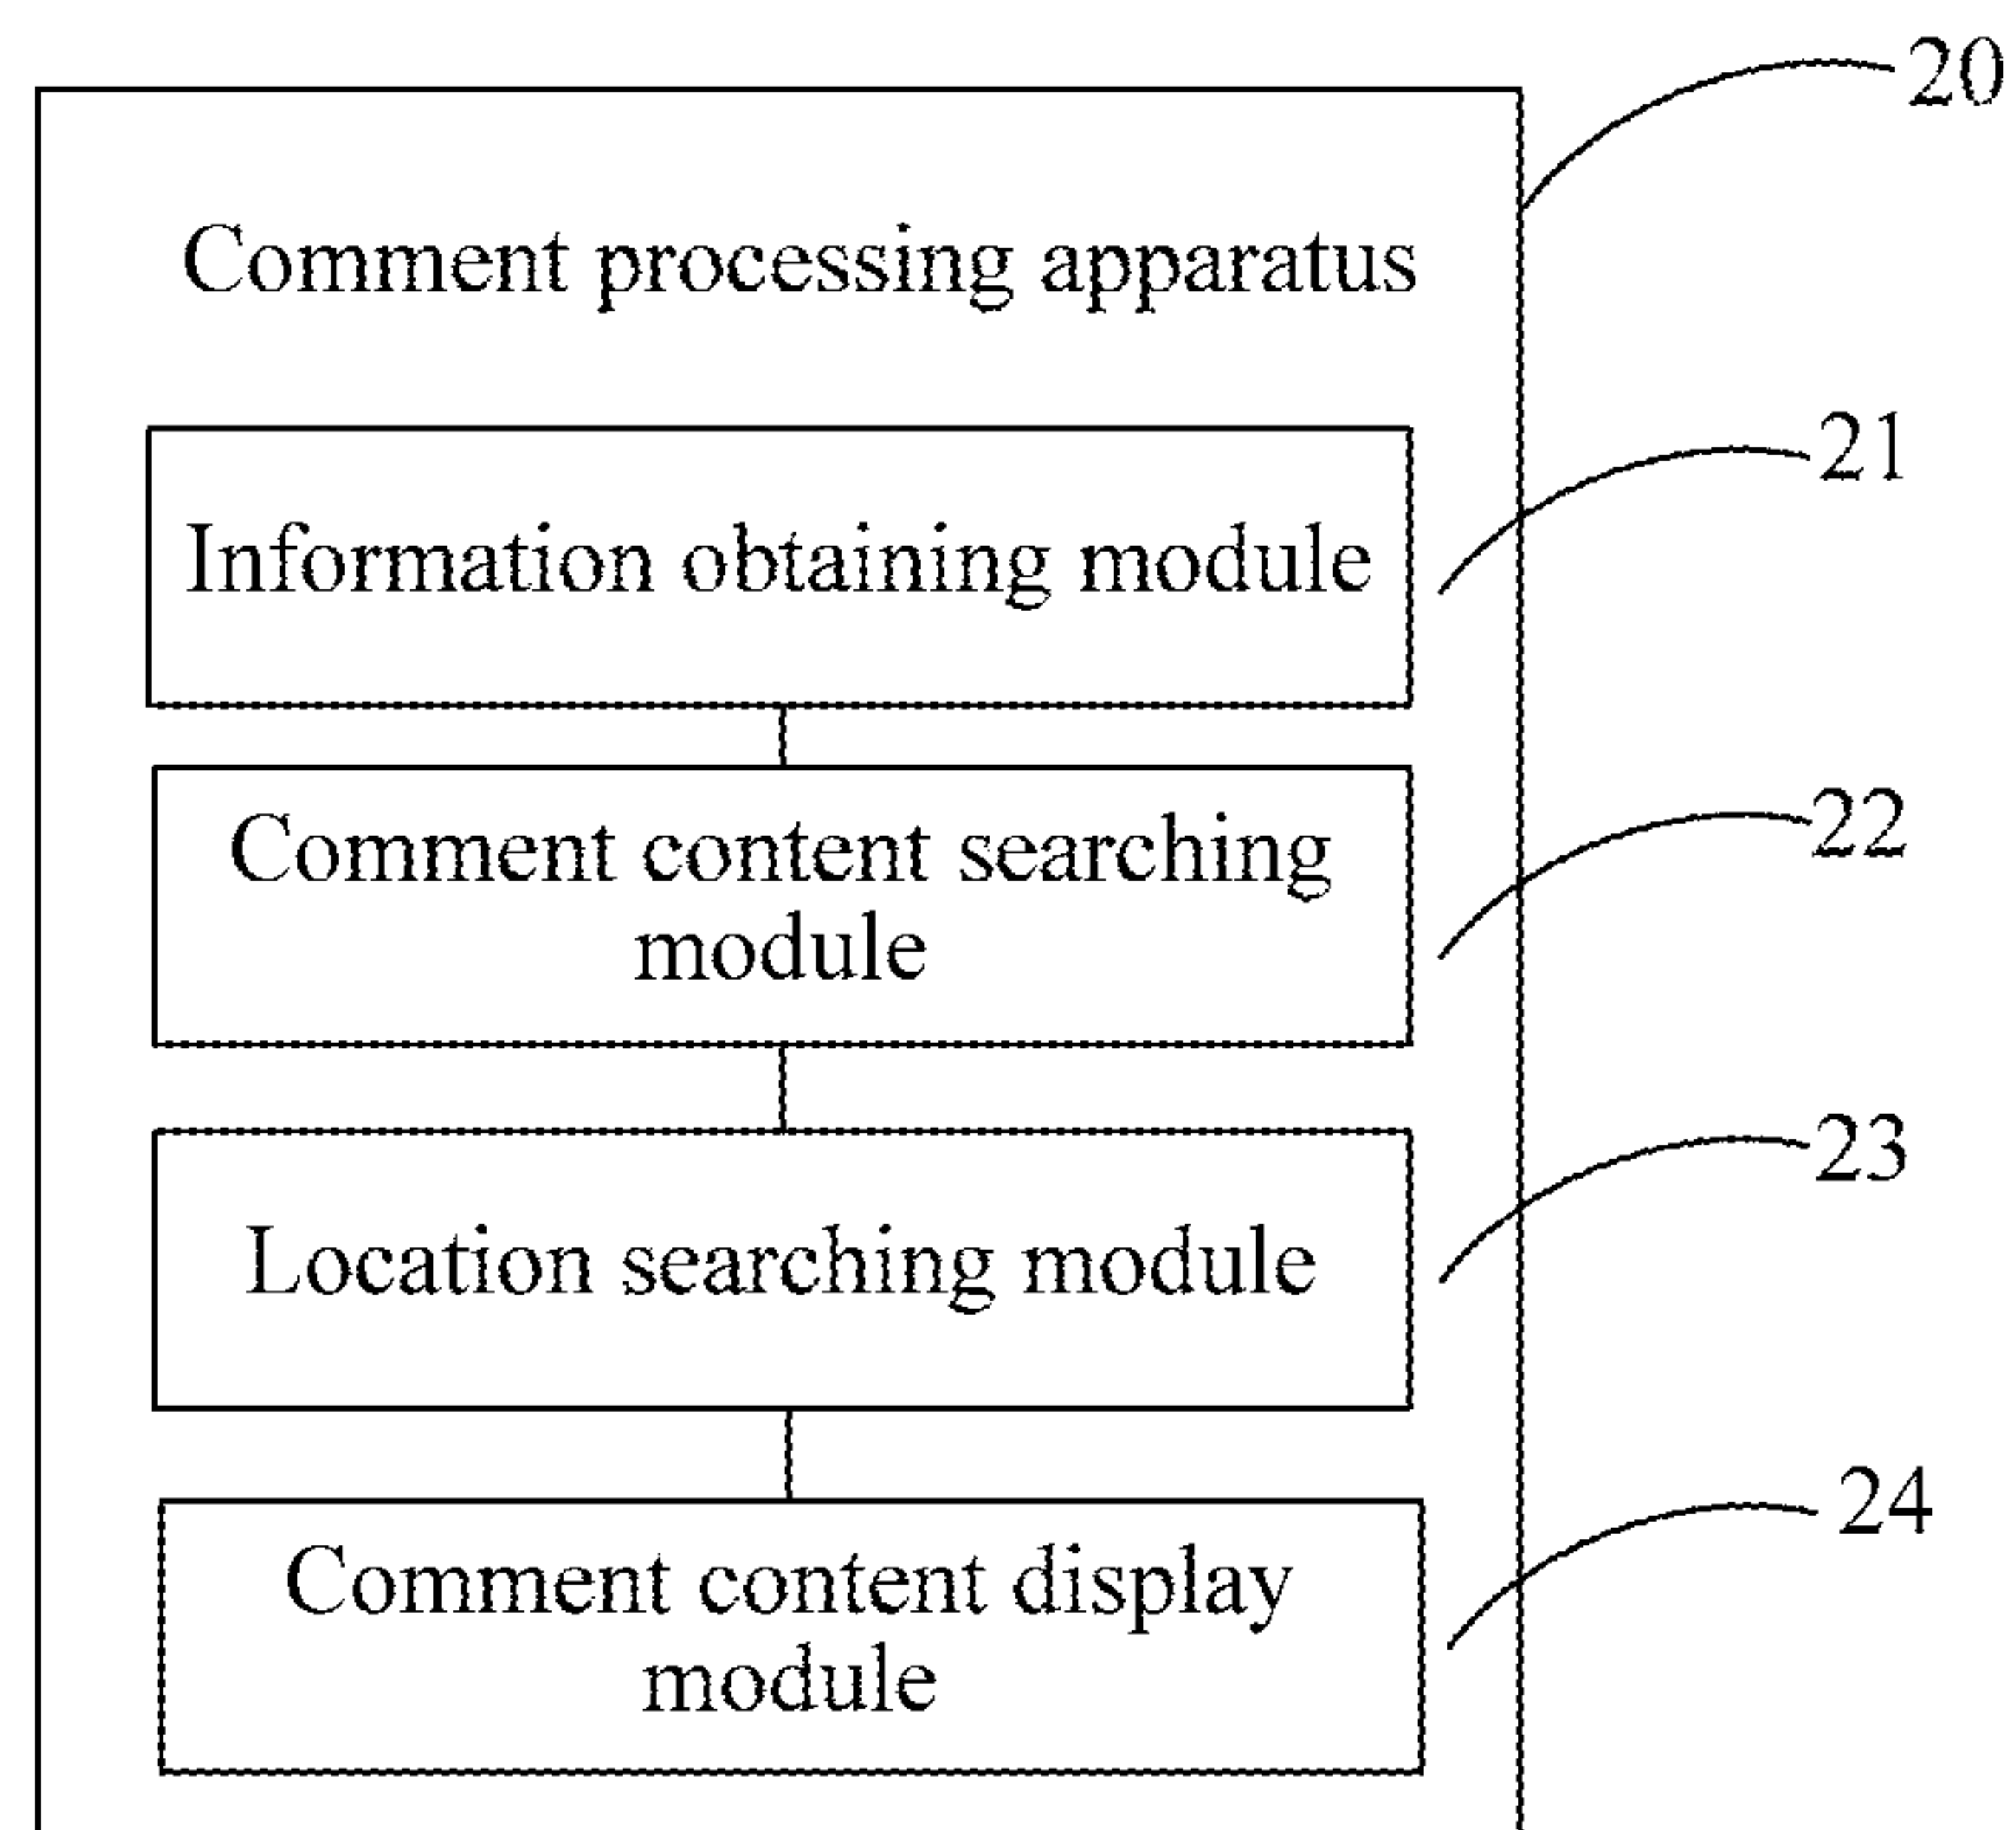 20
Comment processing apparatus
21
Information obtaining module
22
Comment content searching
module
23
Location searching module
24
Comment content display
module